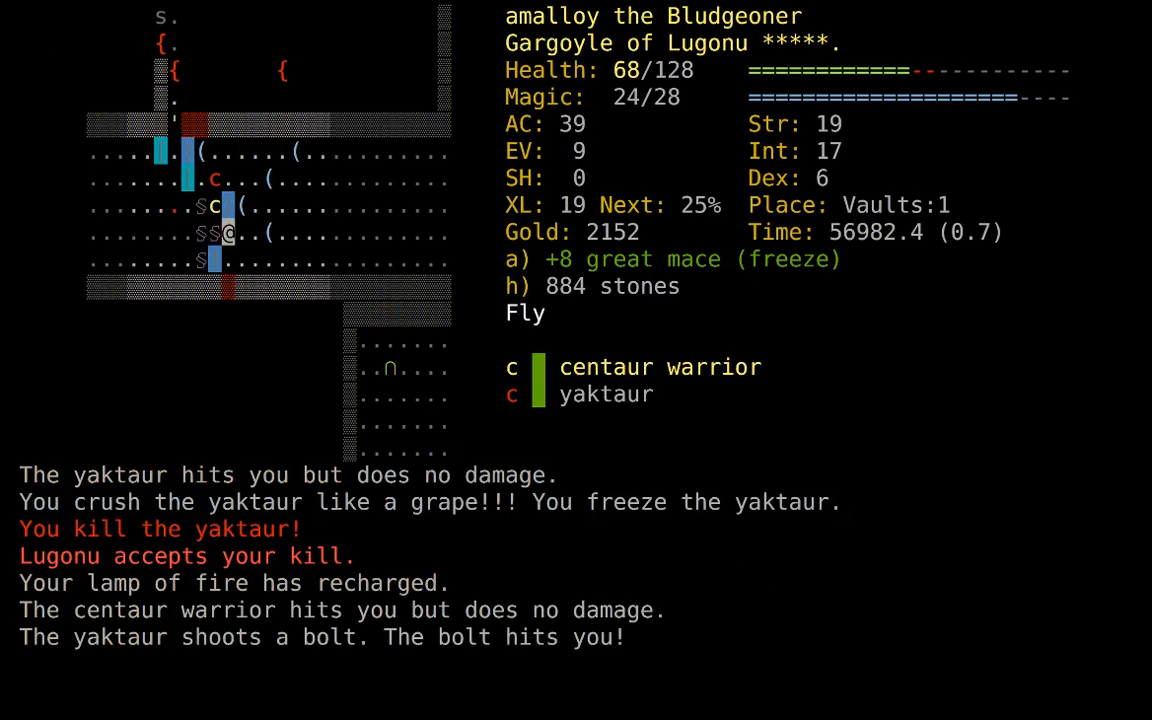 amalloy the Bludgeoner
Gargoyle of Lugonu *****.
Health: 68/128
Magic: 24/28
AC: 39 Str: 19
EV: 9 Int: 17
SH: 0 Dex: 6
XL: 19 Next: 25% Place: Vaults:1
Gold: 2152 Time: 56982.4 (0.7)
a) +8 great mace (freeze)
h) 884 stones
Fly
c centaur warrior
c yaktaur
The yaktaur hits you but does no damage.
You crush the yaktaur like a grape!!! You freeze the yaktaur.
You kill the yaktaur!
Lugonu accepts your kill.
Your lamp of fire has recharged.
The centaur warrior hits you but does no damage.
The yaktaur shoots a bolt. The bolt hits you!